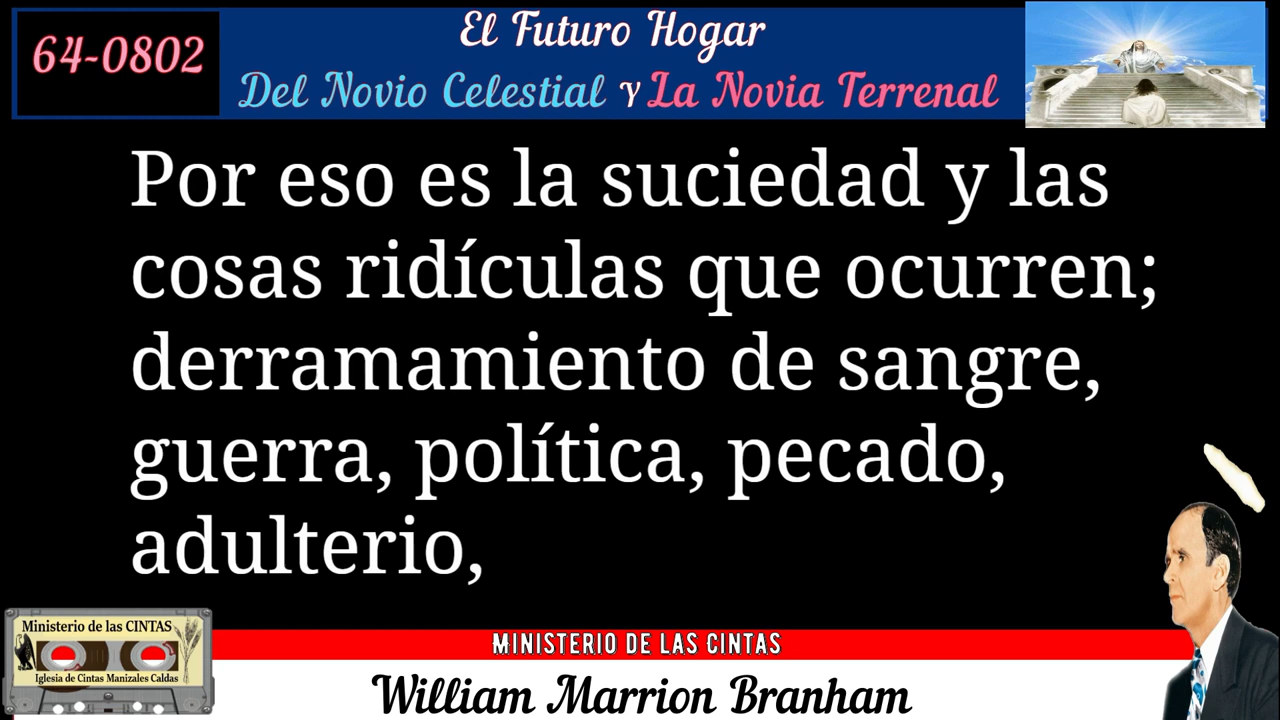 64-0802
El Futuro Hogar
Del Novio Celestial Y La Novia Terrenal
Por eso es la suciedad y las
cosas ridículas que ocurren;
derramamiento de sangre,
guerra, política, pecado,
adulterio,
Ministerio de las CINTAS
Iglesia de Cintas Manizales Caldas
MINISTERIO DE LAS CINTAS
William Marrion Branham